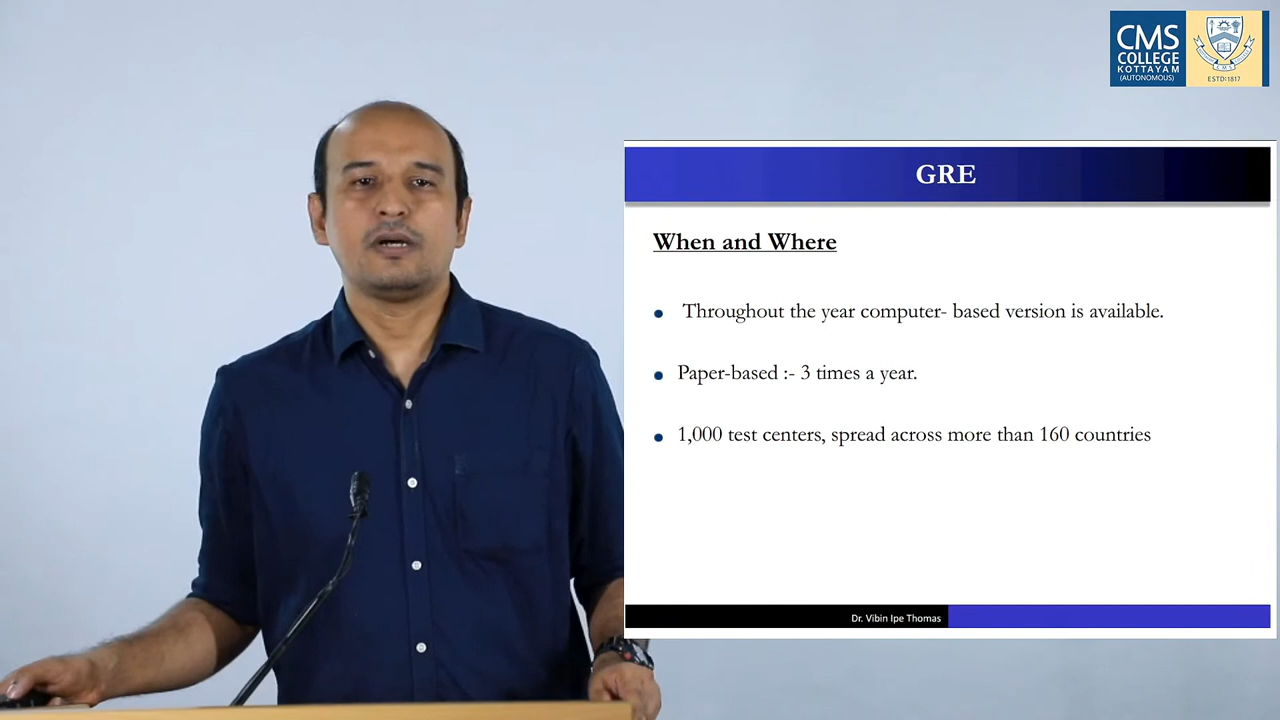 CMS
COLLEGE
KOTTAYAM
(AUTONOMOUS)
ESTD:1817
GRE
When and Where
Throughout the year computer- based version is available.
Paper-based :- 3 times a year.
1,000 test centers, spread across more than 160 countries
Dr. Vibin Ipe Thomas